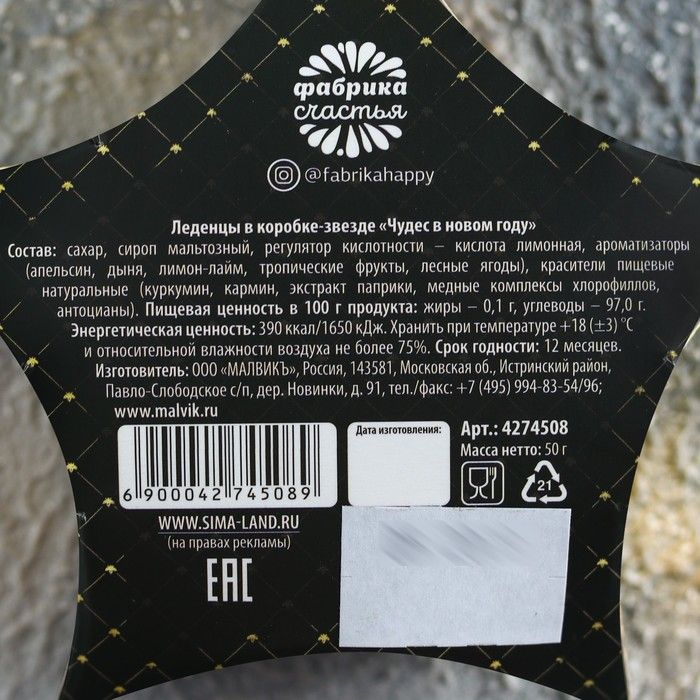 фабрика
счастья
@fabrikahappy
Леденцы в коробке-звезде «Чудес в новом году»
Состав: сахар, сироп мальтозный, регулятор кислотности – кислота лимонная, ароматизаторы
(апельсин, дыня, лимон-лайм, тропические фрукты, лесные ягоды), красители пищевые
натуральные (куркумин, кармин, экстракт паприки, медные комплексы хлорофиллов,
антоцианы). Пищевая ценность в 100 г продукта: жиры – 0,1 г, углеводы – 97,0 г.
Энергетическая ценность: 390 ккал/1650 кДж. Хранить при температуре +18 (±3) °С
и относительной влажности воздуха не более 75%. Срок годности: 12 месяцев.
Изготовитель: ООО «МАЛВИКЪ», Россия, 143581, Московская обл., Истринский район,
Павло-Слободское с/п, дер. Новинки, д. 91, тел./факс: +7 (495) 994-83-54/96;
www.malvik.ru
Дата изготовления:
Арт.: 4274508
Масса нетто: 50 г
6 900042 745089
21
WWW.SIMA-LAND.RU
(на правах рекламы)
ЕАС